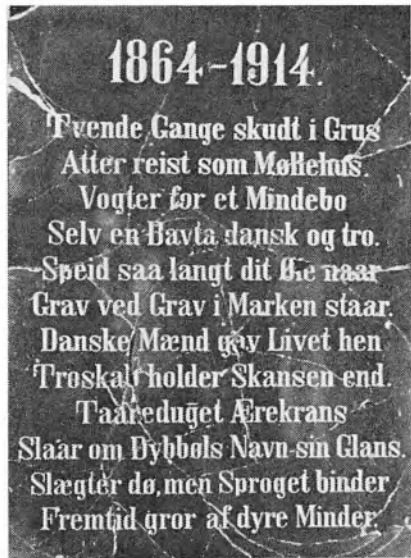 1864-1914.
Tvende Gange skudt i Grus
Atter reist som Møllehus.
Vogter for et Mindebo
Selv en Bavta dansk og tro.
Speid saa langt dit Øie naar
Grav ved Grav i Marken staar.
Danske Mænd gav Livet hen
Troskab holder Skansen end.
Taareduget Ærekrans
Slaar om Dybbøls Navn sin Glans.
Slægter dø, men Sproget binder
Fremtid gror af dyre Minder.